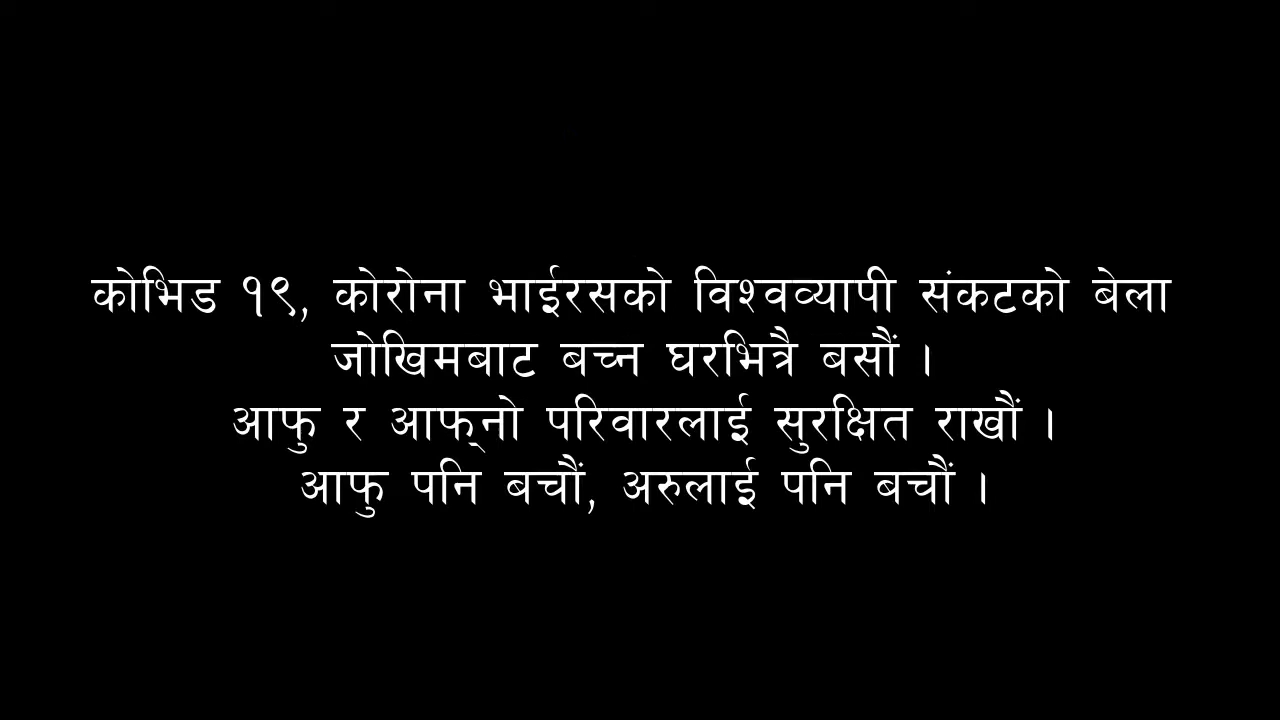 कोभिड १९, कोरोना भाईरसको विश्वव्यापी संकटको बेला
जोखिमबाट बच्न घरभित्रै बसौं ।
आफु र आफ्‌नो परिवारलाई सुरक्षित राखौं ।
आफु पनि बचौं, अरुलाई पनि बचौं ।